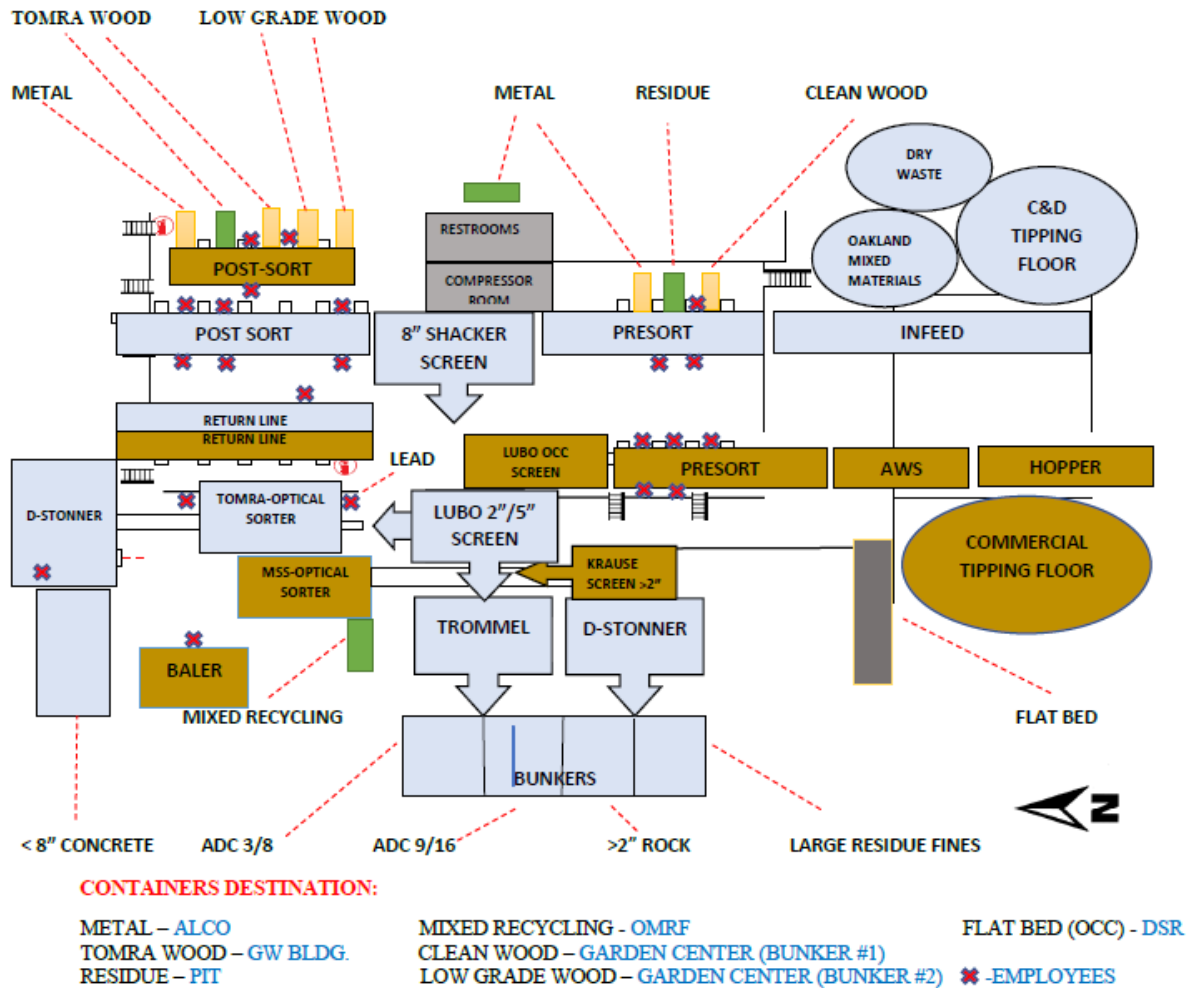 TOMRA WOOD LOW GRADE WOOD
METAL METAL RESIDUE CLEAN WOOD
DRY
WASTE
C&D
TIPPING
FLOOR
OAKLAND
MIXED
MATERIALS
RESTROOMS
COMPRESSOR
ROOM
POST-SORT
POST SORT
8" SHACKER
SCREEN
PRESORT
INFEED
RETURN LINE
RETURN LINE
LEAD
LUBO OCC
SCREEN
PRESORT
AWS
HOPPER
D-STONNER
TOMRA-OPTICAL
SORTER
LUBO 2"/5"
SCREEN
COMMERCIAL
TIPPING FLOOR
MSS-OPTICAL
SORTER
KRAUSE
SCREEN >2"
TROMMEL
D-STONNER
BALER
MIXED RECYCLING
FLAT BED
BUNKERS
N
< 8" CONCRETE ADC 3/8 ADC 9/16 >2" ROCK LARGE RESIDUE FINES
CONTAINERS DESTINATION:
METAL – ALCO MIXED RECYCLING - OMRF FLAT BED (OCC) - DSR
TOMRA WOOD – GW BLDG. CLEAN WOOD – GARDEN CENTER (BUNKER #1)
RESIDUE – PIT LOW GRADE WOOD – GARDEN CENTER (BUNKER #2) -EMPLOYEES